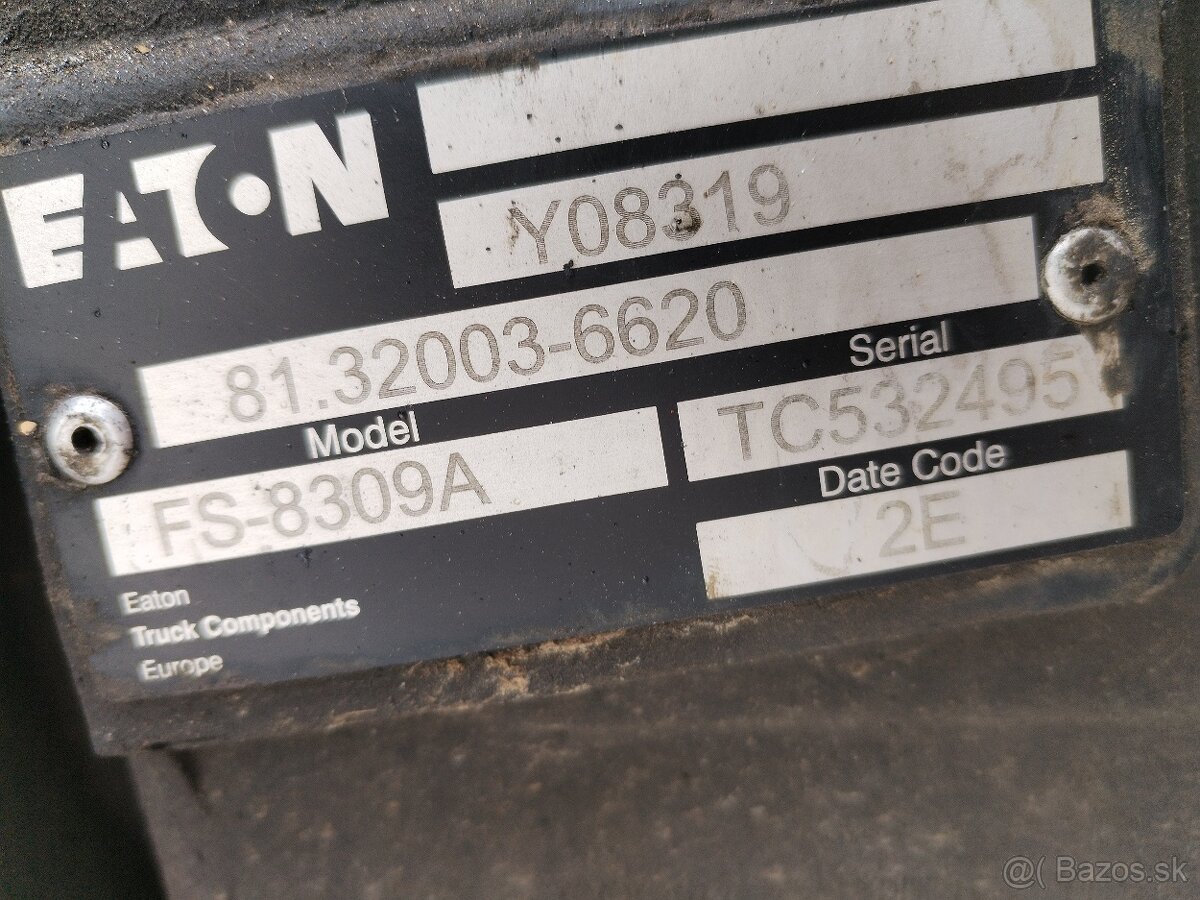 EATON
Y08319
81.32003-6620
Model
Serial
FS-8309A
TC532495
Date Code
2E
Eaton
Truck Components
Europe
@( Bazos.sk